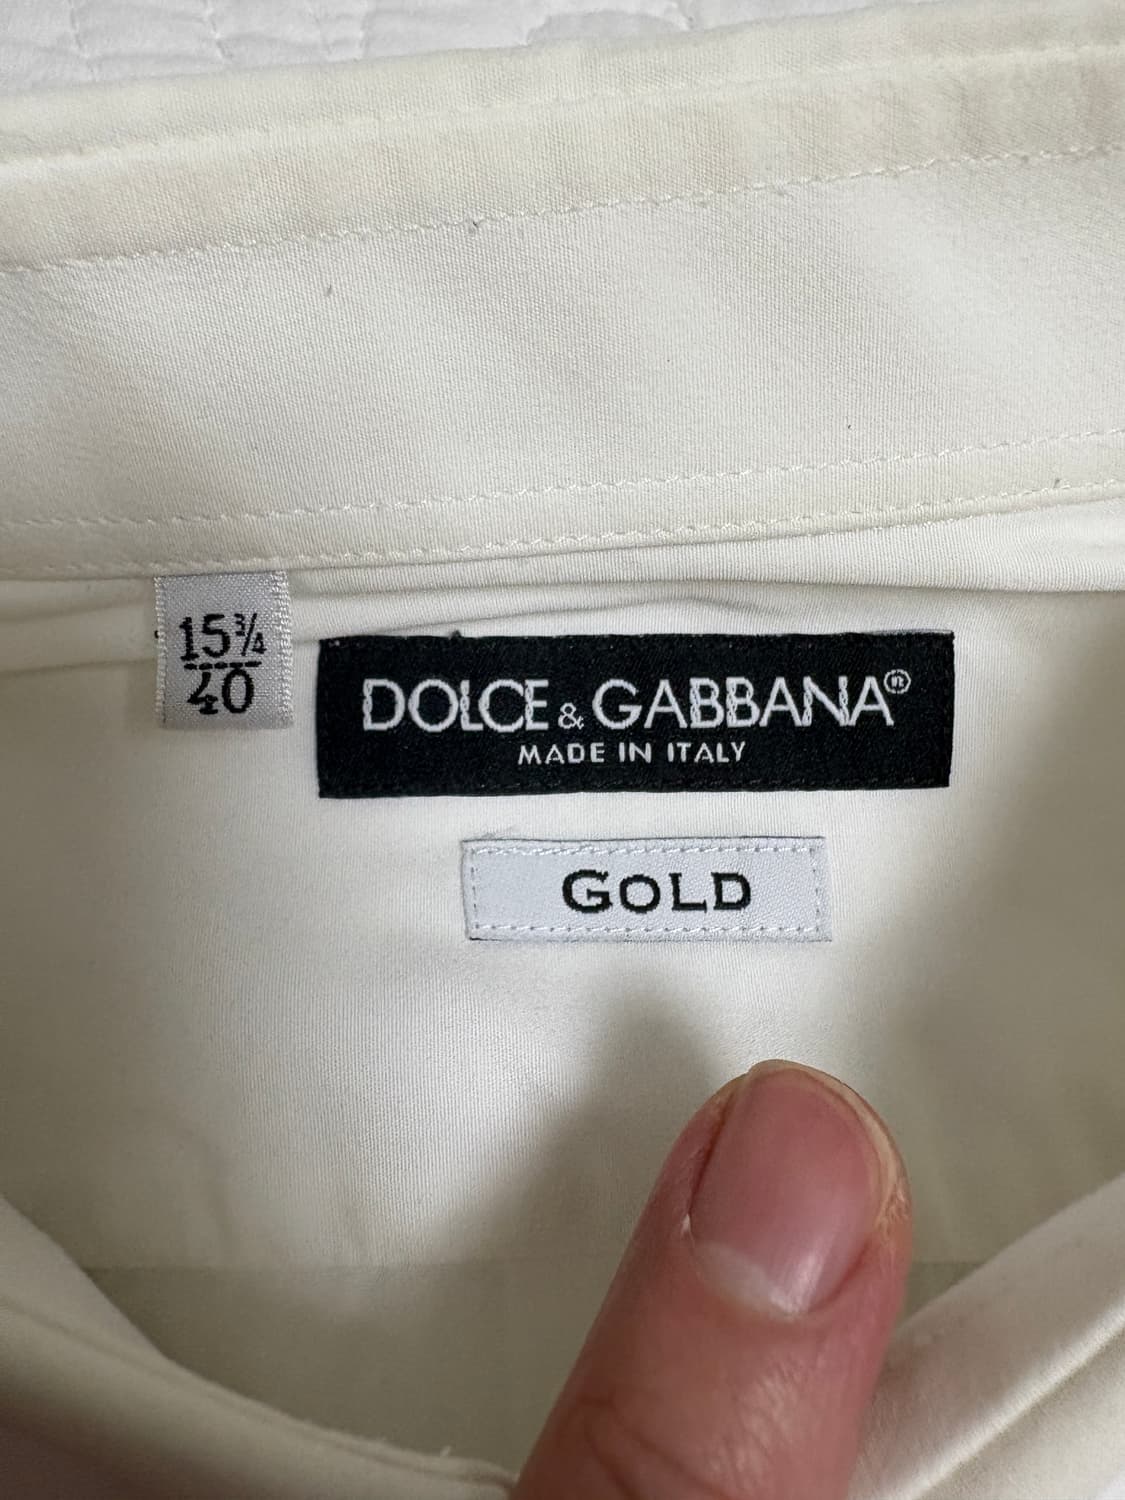 15¾
40
DOLCE & GABBANA®
MADE IN ITALY
GOLD